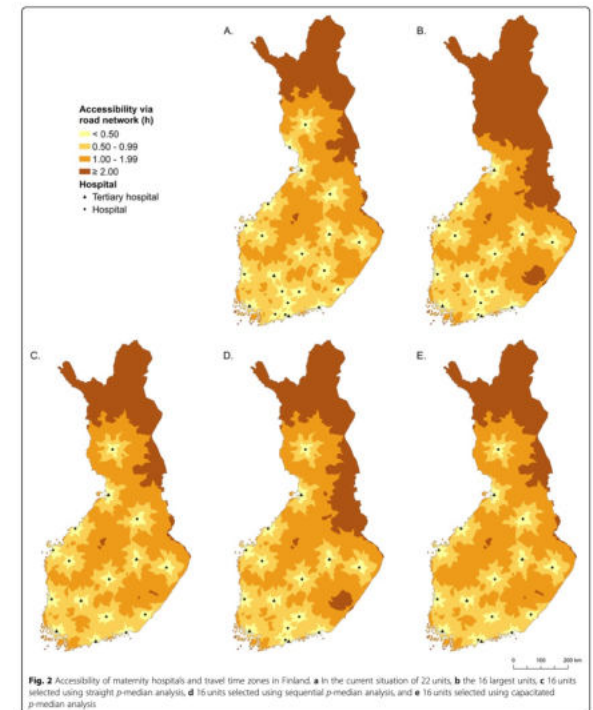 A.
B.
Accessibility via
road network (h)
< 0.50
0.50 - 0.99
1.00 - 1.99
≥ 2.00
Hospital
Tertiary hospital
Hospital
C.
D.
E.
0 100 200 km
Fig. 2 Accessibility of maternity hospitals and travel time zones in Finland. a In the current situation of 22 units, b the 16 largest units, c 16 units
selected using straight p-median analysis, d 16 units selected using sequential p-median analysis, and e 16 units selected using capacitated
p-median analysis